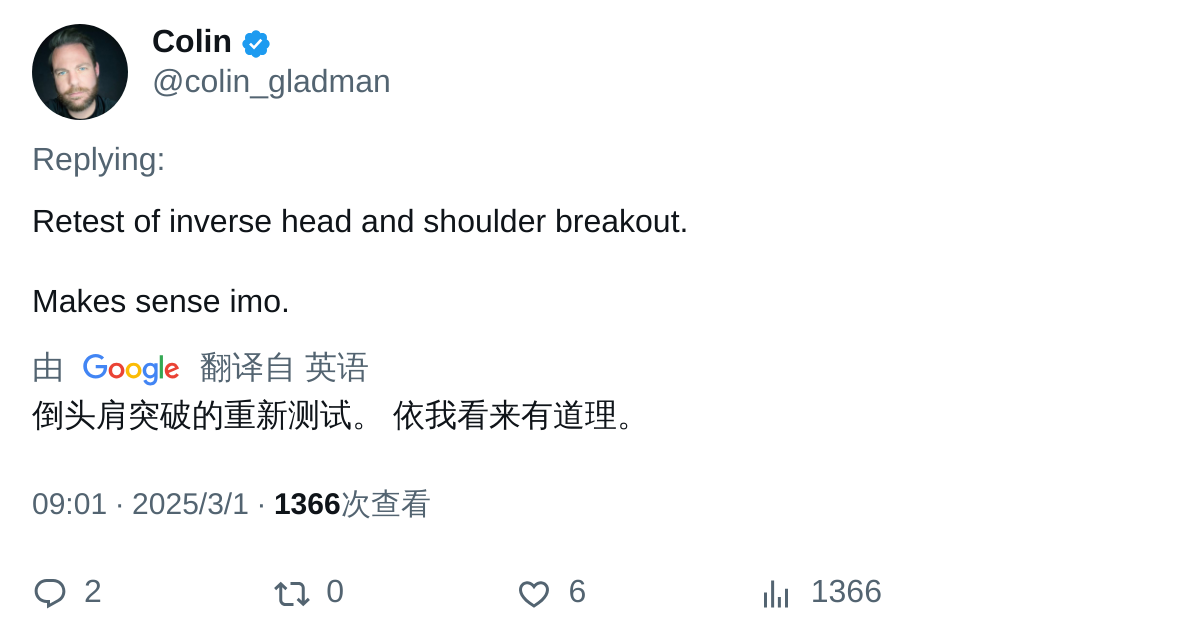 Colin
@colin_gladman
Replying:
Retest of inverse head and shoulder breakout.
Makes sense imo.
由 Google 翻译自 英语
倒头肩突破的重新测试。 依我看来有道理。
09:01 · 2025/3/1 · 1366次查看
2 0 6 1366